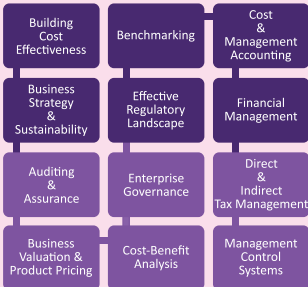 Building
Cost
Effectiveness
Benchmarking
Cost
&
Management
Accounting
Business
Strategy
&
Sustainability
Effective
Regulatory
Landscape
Financial
Management
Auditing
&
Assurance
Enterprise
Governance
Direct
&
Indirect
Tax Management
Business
Valuation &
Product Pricing
Cost-Benefit
Analysis
Management
Control
Systems